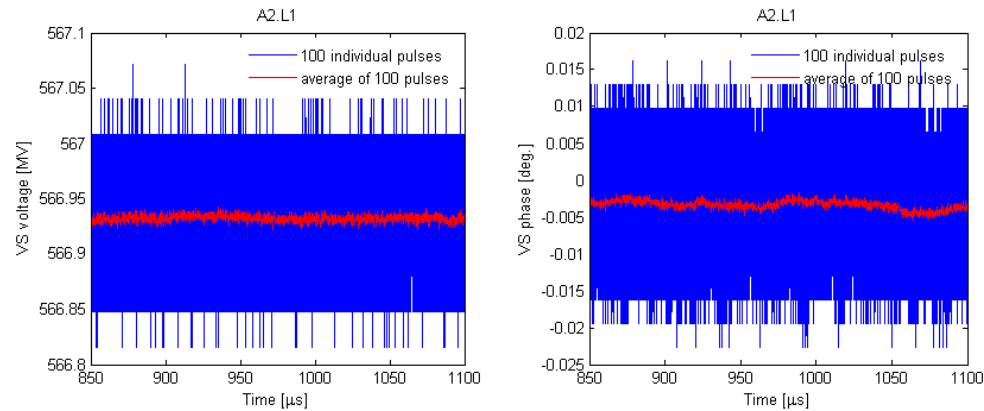 A2.L1
567.1
567.05
567
566.95
566.9
566.85
566.8
VS voltage [MV]
100 individual pulses
average of 100 pulses
850 900 950 1000 1050 1100
Time [μs]
A2.L1
0.02
0.015
0.01
0.005
0
-0.005
-0.01
-0.015
-0.02
-0.025
VS phase [deg.]
100 individual pulses
average of 100 pulses
850 900 950 1000 1050 1100
Time [μs]